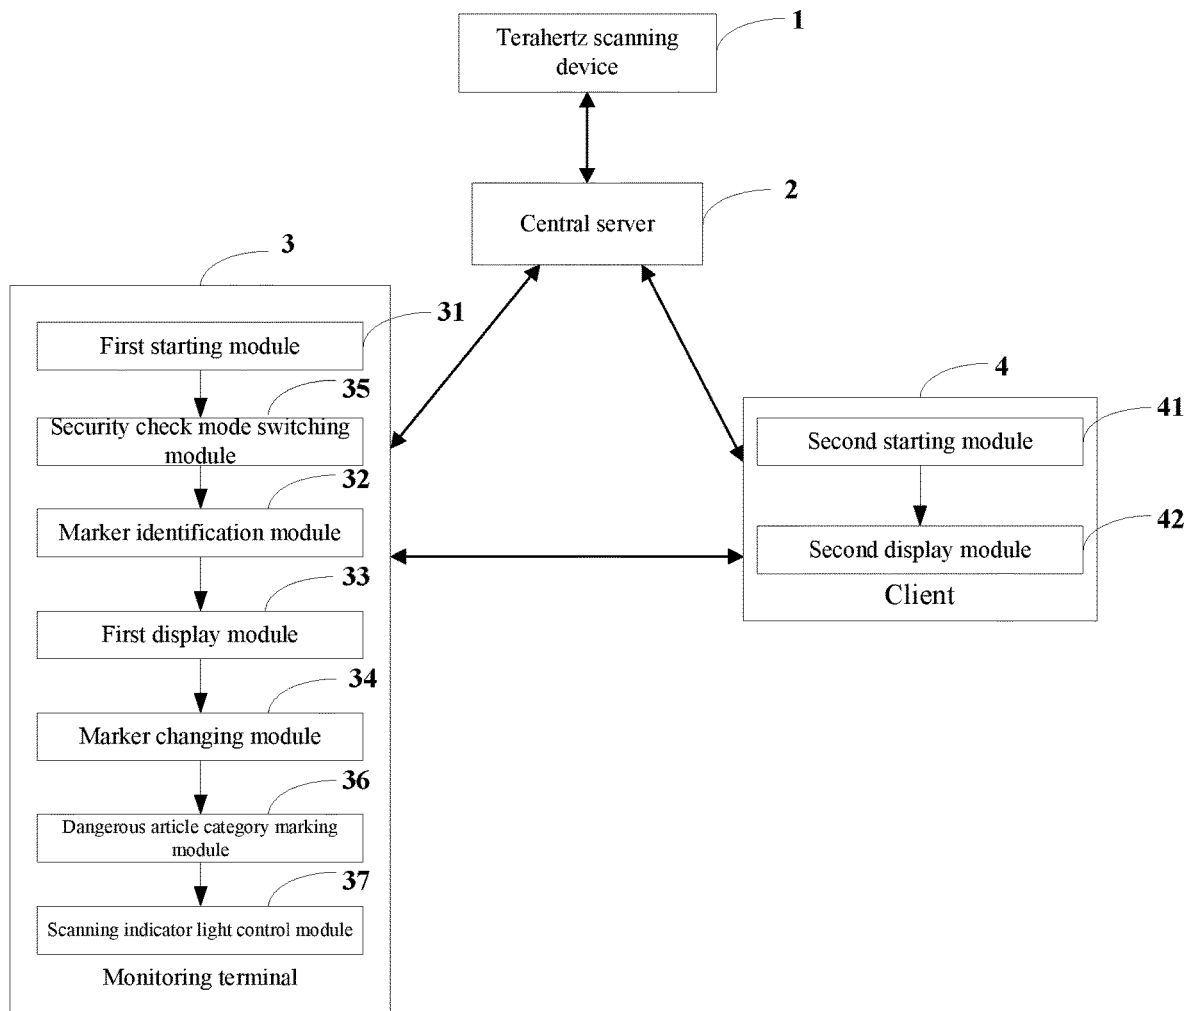 1
Terahertz scanning
device
2
Central server
3
31
First starting module
35
Security check mode switching
module
32
Marker identification module
33
First display module
34
Marker changing module
36
Dangerous article category marking
module
37
Scanning indicator light control module
Monitoring terminal
4
41
Second starting module
42
Second display module
Client